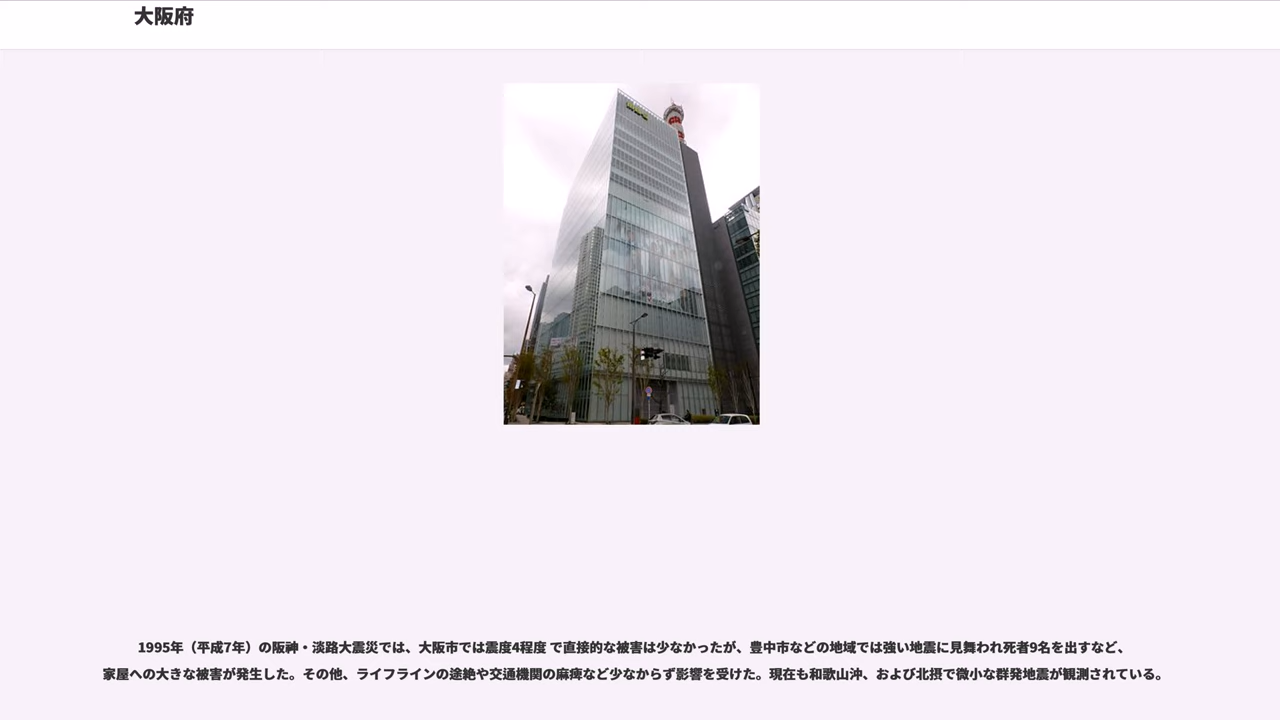 大阪府
1995年（平成7年）の阪神・淡路大震災では、大阪市では震度4程度 で直接的な被害は少なかったが、豊中市などの地域では強い地震に見舞われ死者9名を出すなど、
家屋への大きな被害が発生した。その他、ライフラインの途絶や交通機関の麻痺など少なからず影響を受けた。現在も和歌山沖、および北摂で微小な群発地震が観測されている。